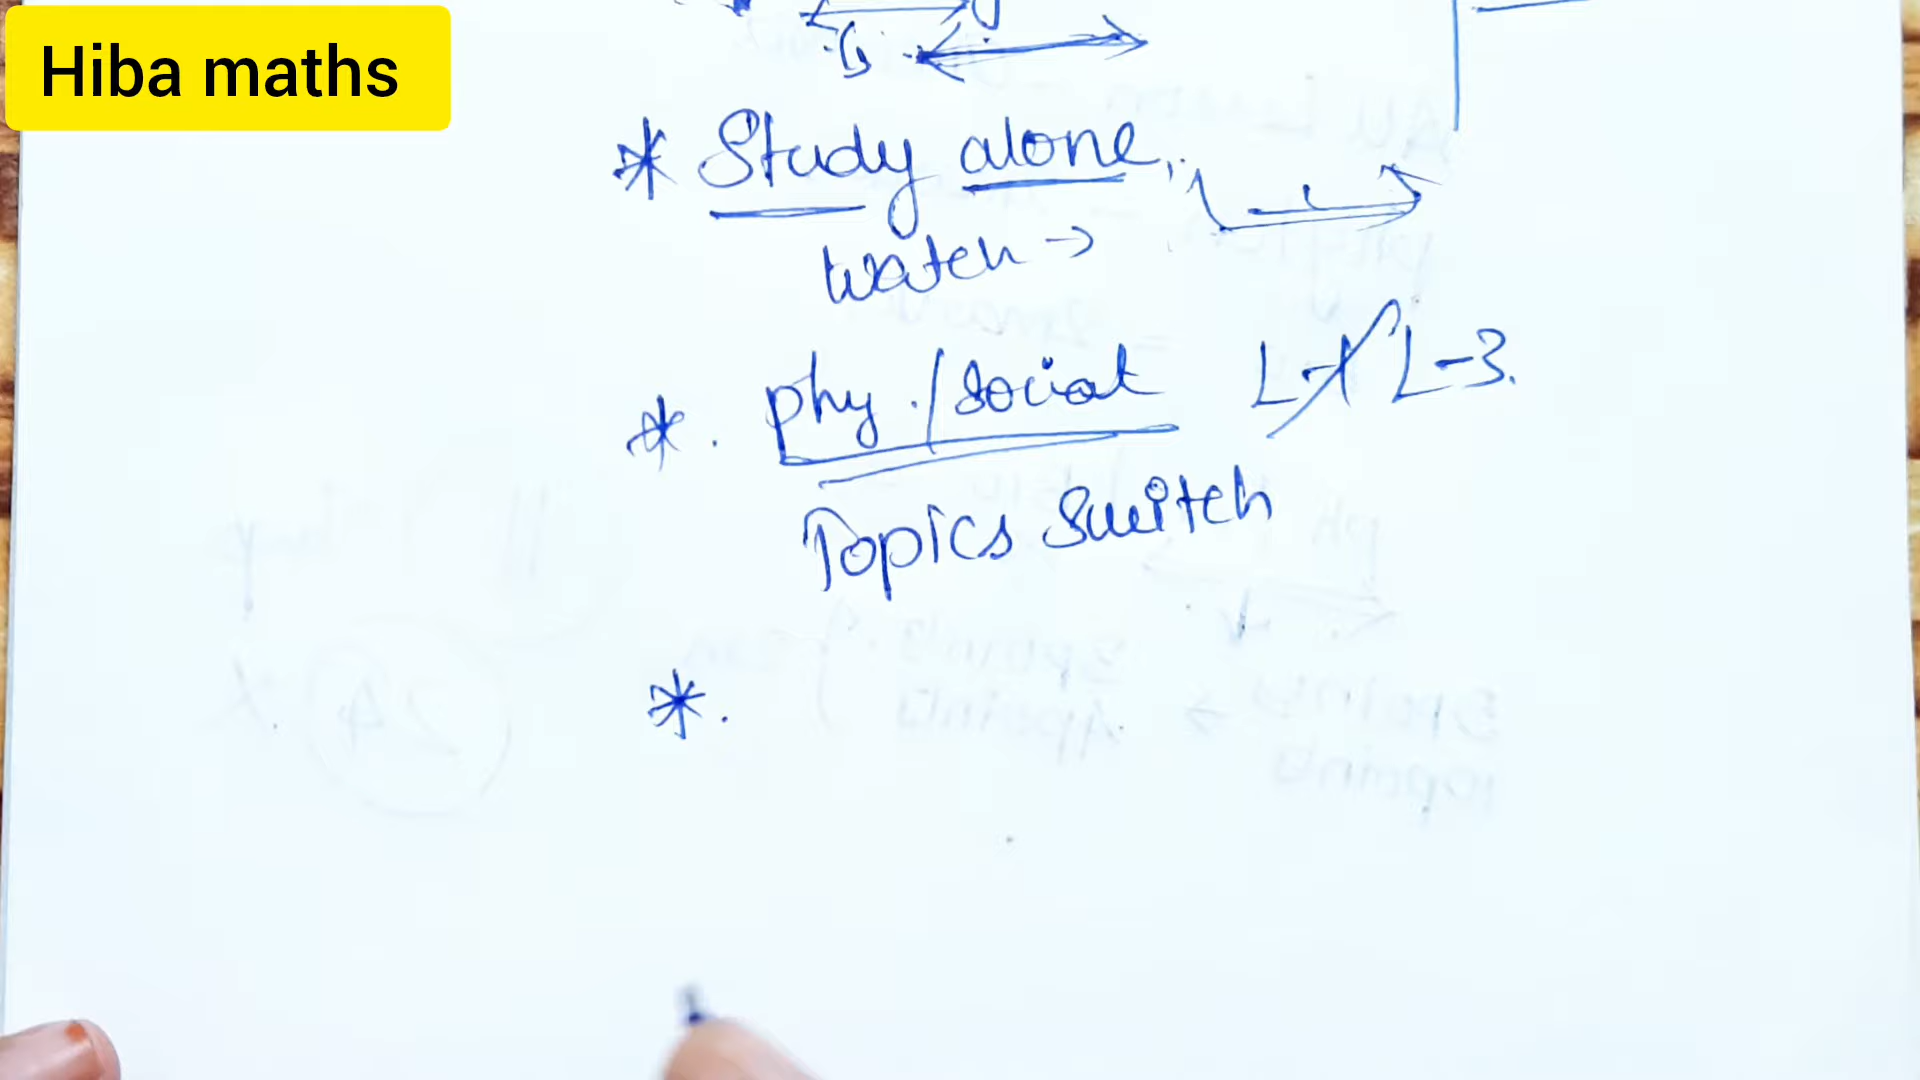 Hiba maths
* Study alone,
watch →
*. phy./Social L-1 L-3.
Topics Switch
*.